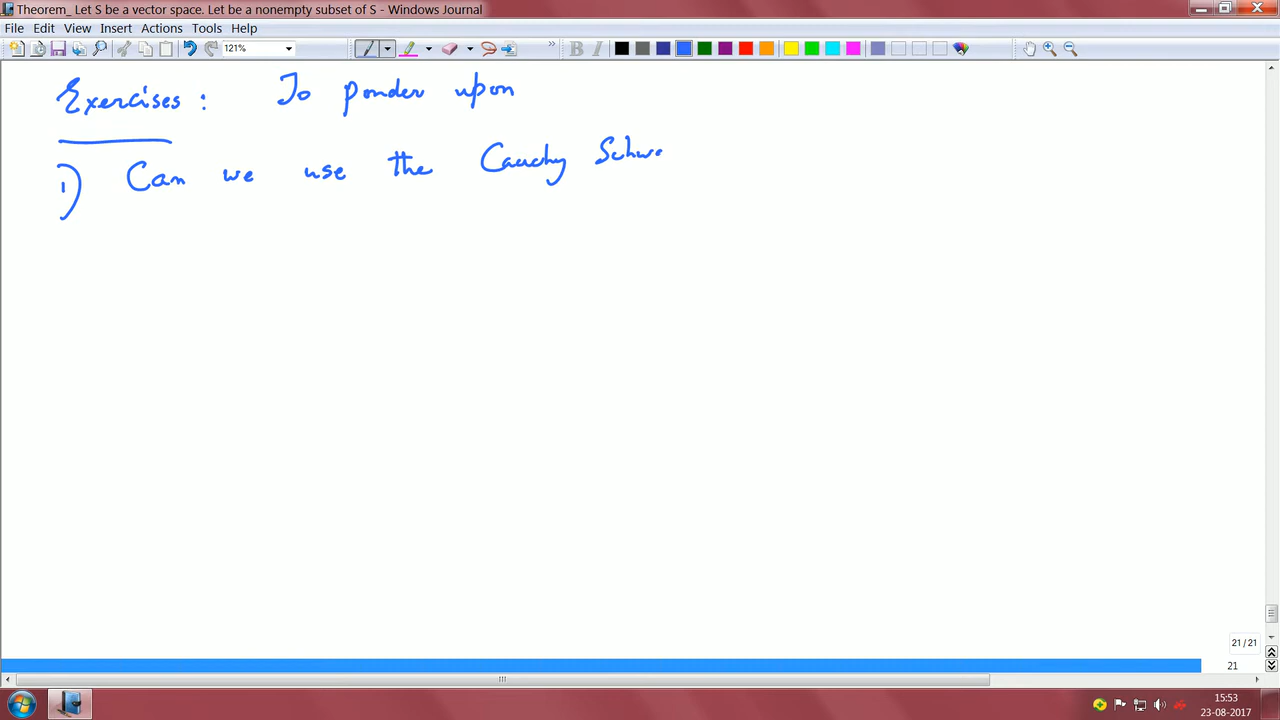 Theorem_ Let S be a vector space. Let be a nonempty subset of S - Windows Journal
File Edit View Insert Actions Tools Help
121%
Exercises : To ponder upon
1) Can we use the Cauchy Schwa
21 / 21
21
15:53
23-08-2017